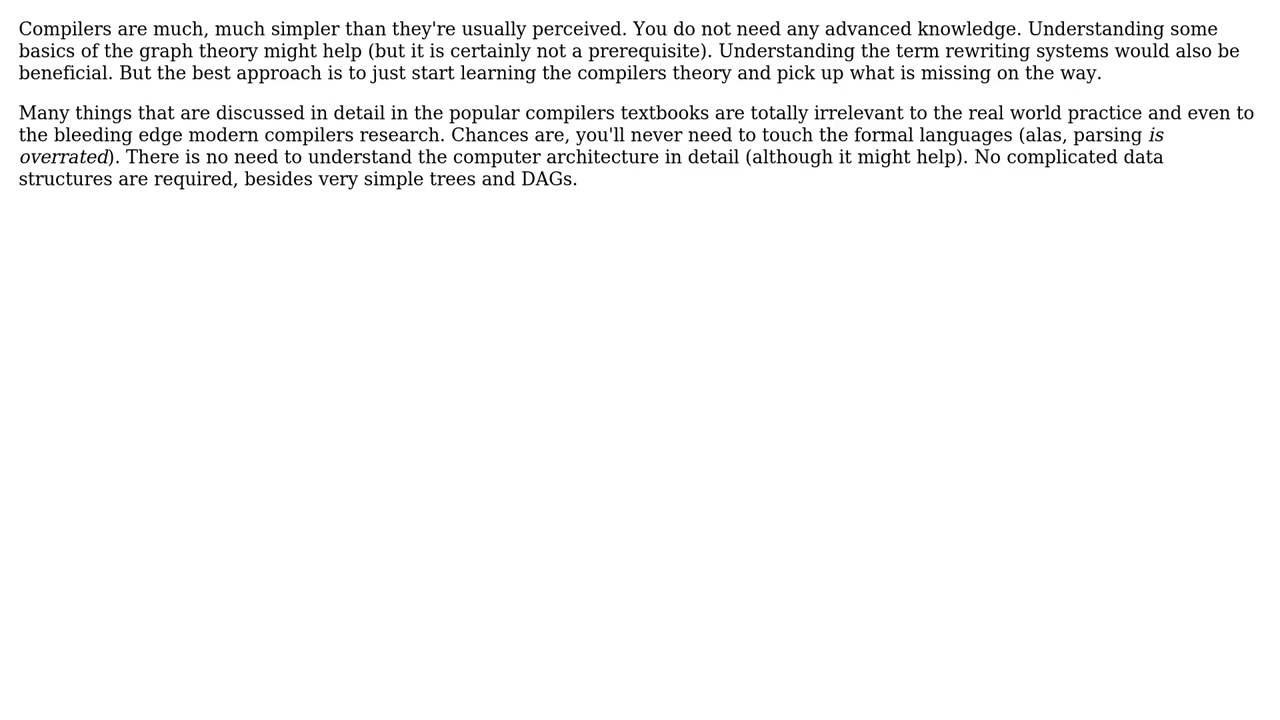 Compilers are much, much simpler than they're usually perceived. You do not need any advanced knowledge. Understanding some
basics of the graph theory might help (but it is certainly not a prerequisite). Understanding the term rewriting systems would also be
beneficial. But the best approach is to just start learning the compilers theory and pick up what is missing on the way.
Many things that are discussed in detail in the popular compilers textbooks are totally irrelevant to the real world practice and even to
the bleeding edge modern compilers research. Chances are, you'll never need to touch the formal languages (alas, parsing is
overrated). There is no need to understand the computer architecture in detail (although it might help). No complicated data
structures are required, besides very simple trees and DAGs.